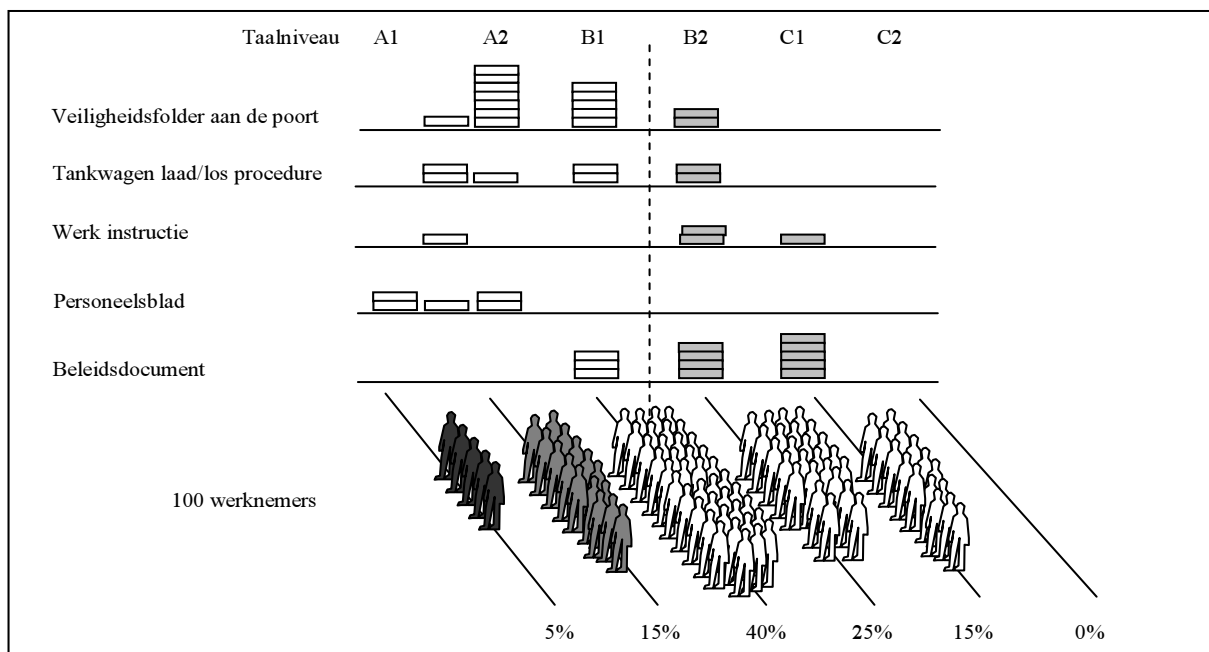 Taalniveau A1 A2 B1 B2 C1 C2
Veiligheidsfolder aan de poort
Tankwagen laad/los procedure
Werk instructie
Personeelsblad
Beleidsdocument
100 werknemers
5% 15% 40% 25% 15% 0%